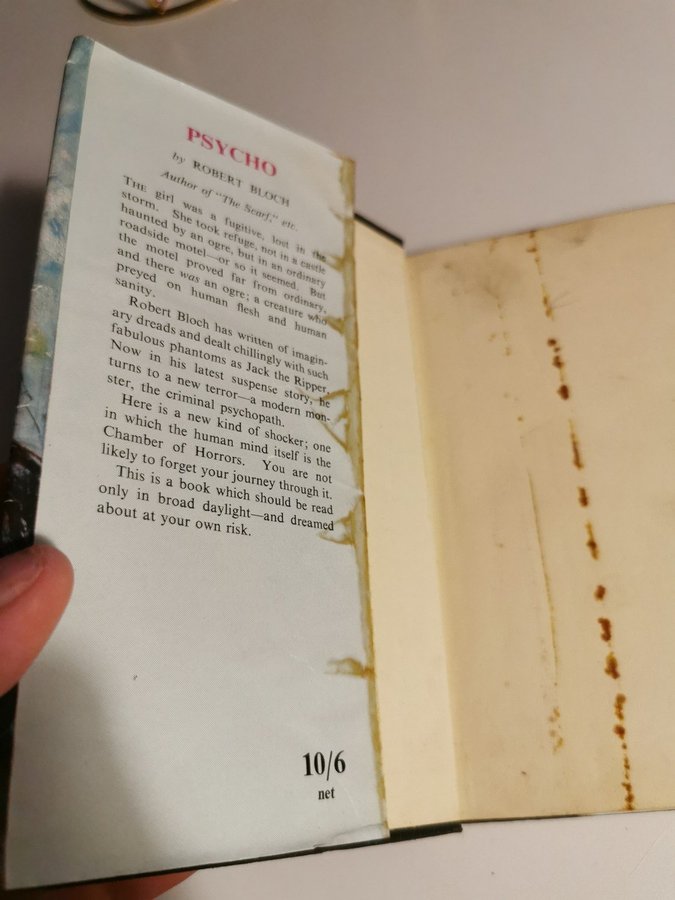 PSYCHO
by ROBERT BLOCH
Author of "The Scarf," etc.
THE girl was a fugitive, lost in the
storm. She took refuge, not in a castle
haunted by an ogre, but in an ordinary
roadside motel—or so it seemed. But
the motel proved far from ordinary,
and there was an ogre; a creature who
preyed on human flesh and human
sanity.
Robert Bloch has written of imagin-
ary dreads and dealt chillingly with such
fabulous phantoms as Jack the Ripper.
Now in his latest suspense story, he
turns to a new terror—a modern mon-
ster, the criminal psychopath.
Here is a new kind of shocker; one
in which the human mind itself is the
Chamber of Horrors. You are not
likely to forget your journey through it.
This is a book which should be read
only in broad daylight—and dreamed
about at your own risk.
10/6
net